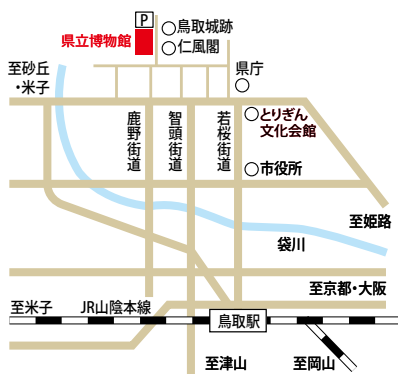 P
鳥取城跡
県立博物館
仁風閣
至砂丘
・米子
県庁
とりぎん
文化会館
鹿野街道
智頭街道
若桜街道
市役所
至姫路
袋川
至京都・大阪
至米子
JR山陰本線
鳥取駅
至津山
至岡山